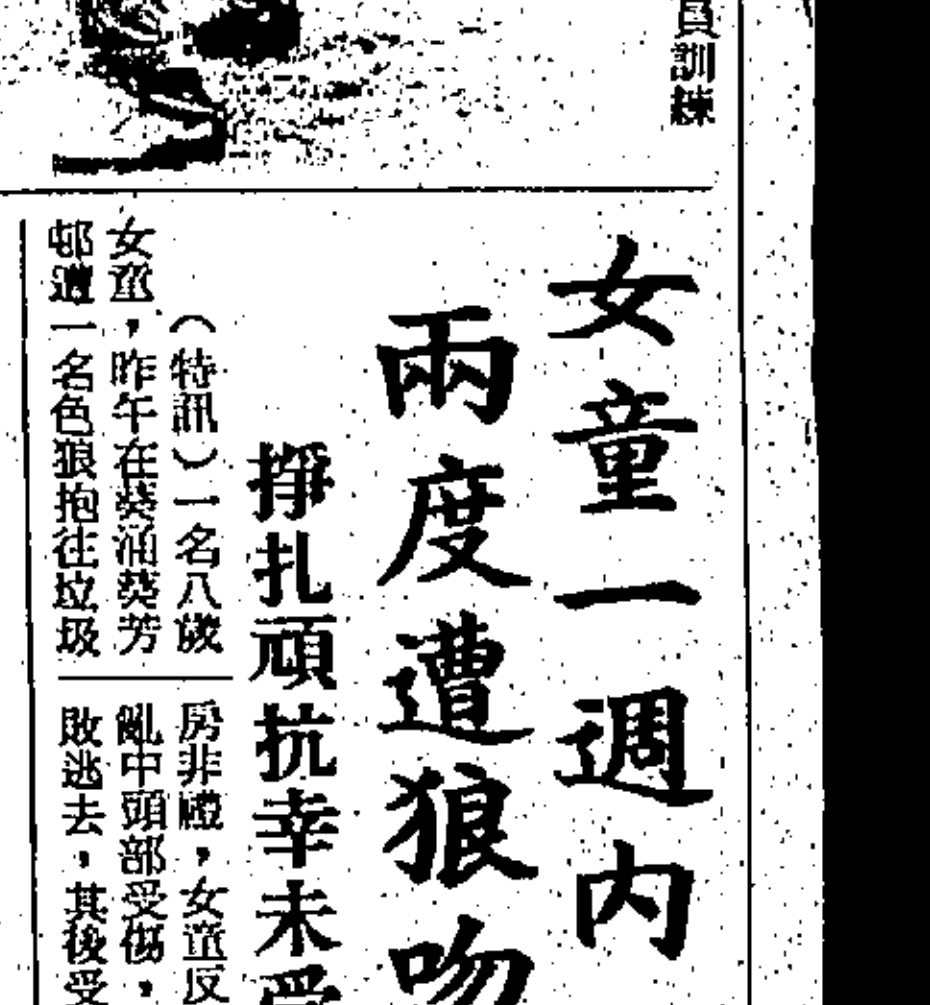 員訓練
女童一週內
兩度遭狼吻
掙扎頑抗幸未受
（特訊）一名八歲
女童，昨午在葵涌葵芳
邨遭一名色狼抱往垃圾
房非禮，女童反
亂中頭部受傷，
敗逃去，其後受